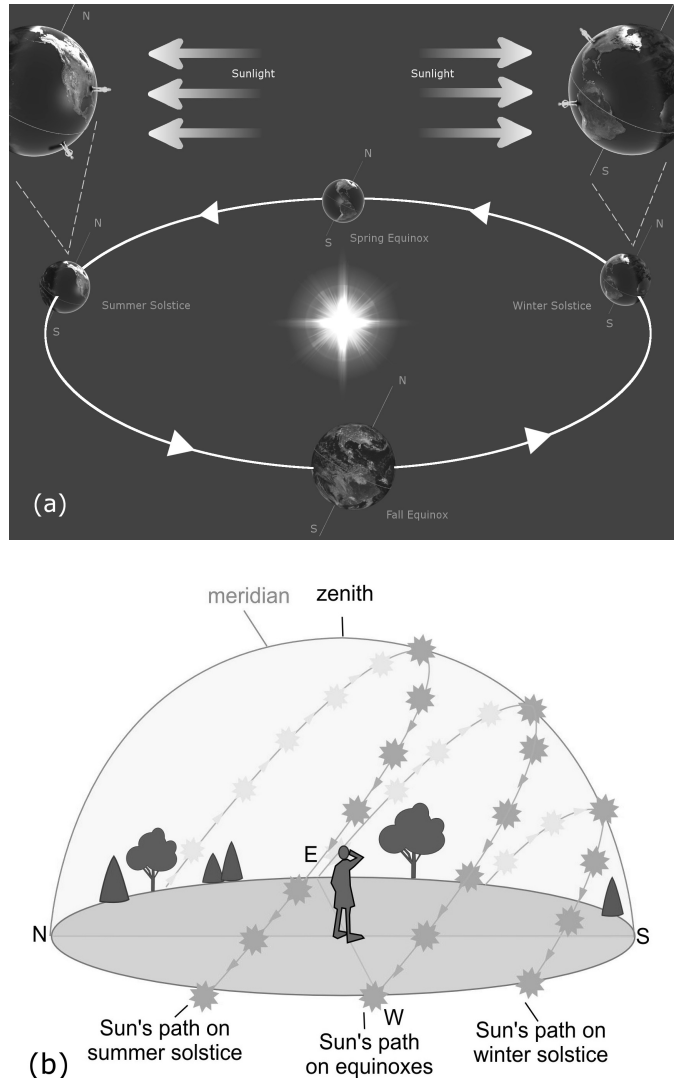 N
N
Sunlight
Sunlight
S
N
N
N
S
Spring Equinox
Summer Solstice
Winter Solstice
S
S
N
(a)
Fall Equinox
S
meridian
zenith
E
N
S
W
Sun's path on
summer solstice
Sun's path
on equinoxes
Sun's path on
winter solstice
(b)